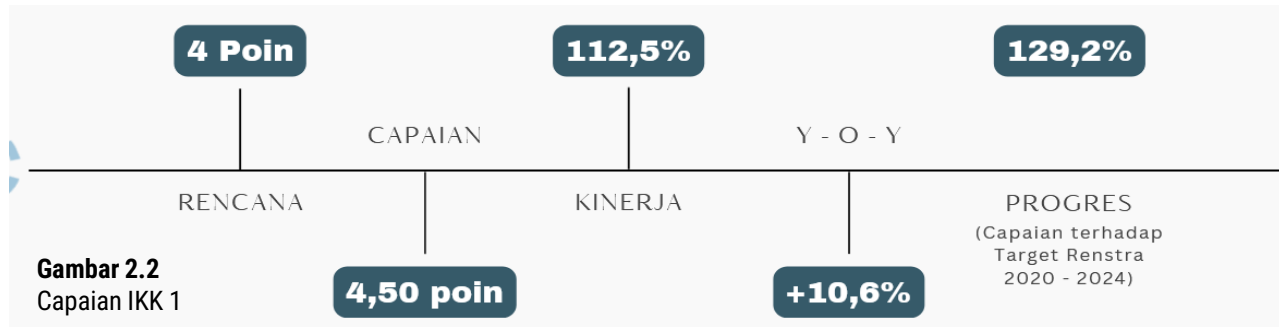 4 Poin
112,5%
129,2%
CAPAIAN
Y - O - Y
RENCANA
KINERJA
PROGRES
(Capaian terhadap
Target Renstra
2020 - 2024)
Gambar 2.2
Capaian IKK 1
4,50 poin
+10,6%